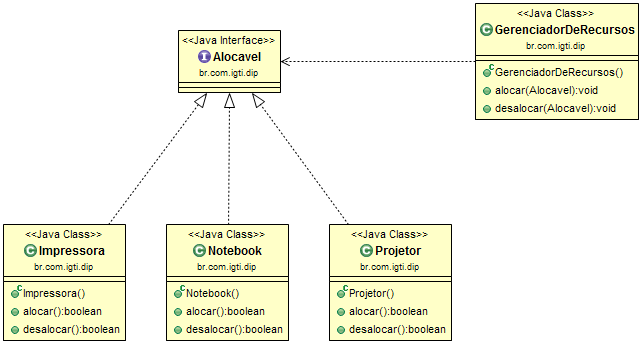 <<Java Interface>>
Alocavel
br.com.igti.dip
<<Java Class>>
GerenciadorDeRecursos
br.com.igti.dip
GerenciadorDeRecursos()
alocar(Alocavel):void
desalocar(Alocavel):void
<<Java Class>>
Impressora
br.com.igti.dip
Impressora()
alocar():boolean
desalocar():boolean
<<Java Class>>
Notebook
br.com.igti.dip
Notebook()
alocar():boolean
desalocar():boolean
<<Java Class>>
Projetor
br.com.igti.dip
Projetor()
alocar():boolean
desalocar():boolean